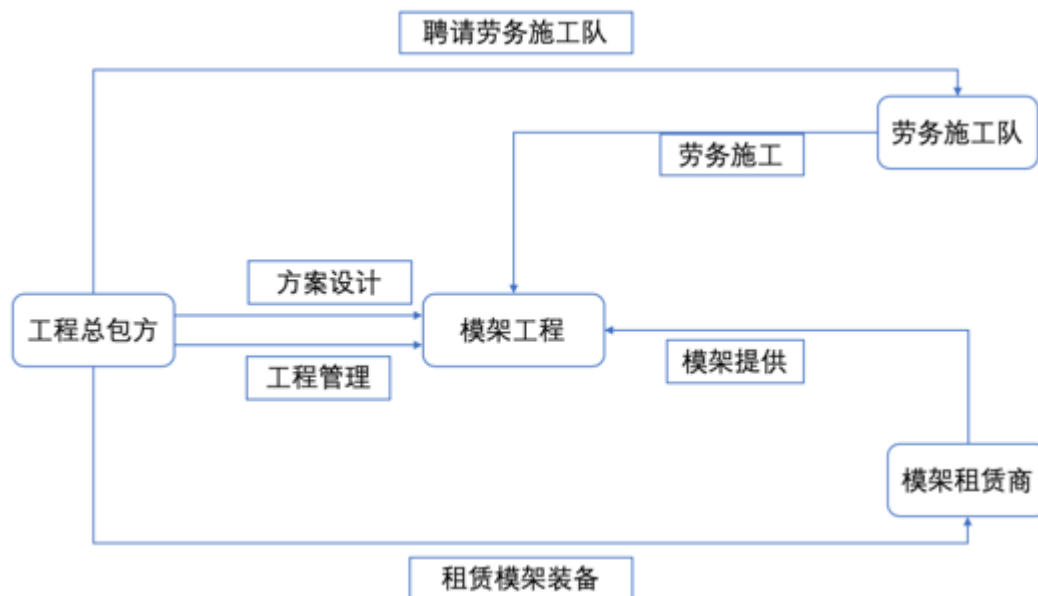 聘请劳务施工队
劳务施工队
劳务施工
方案设计
工程总包方
模架工程
工程管理
模架提供
模架租赁商
租赁模架装备